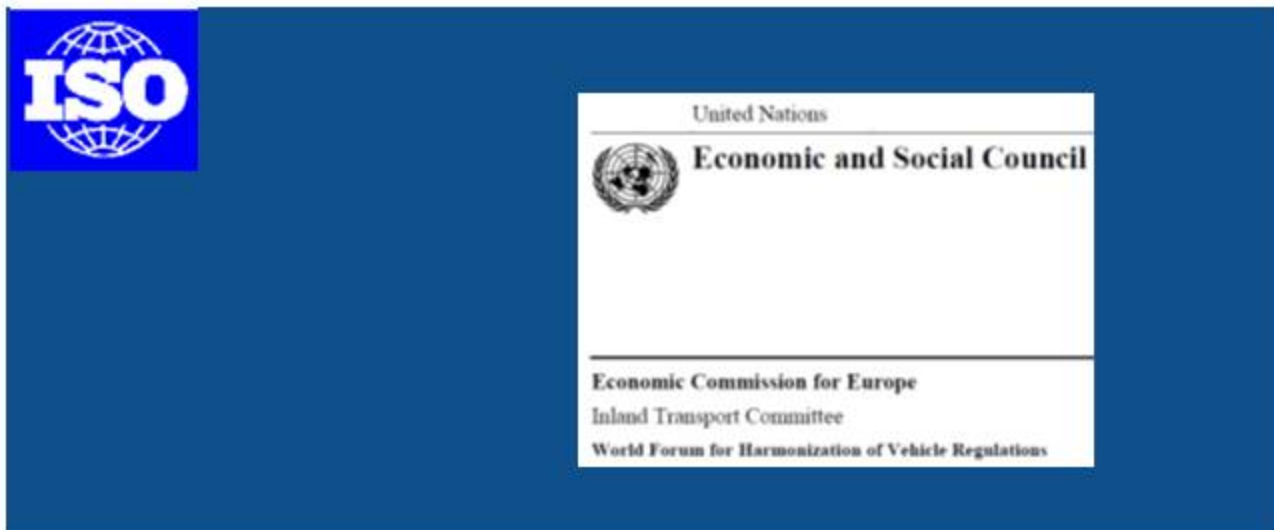 ISO
United Nations
Economic and Social Council
Economic Commission for Europe
Inland Transport Committee
World Forum for Harmonization of Vehicle Regulations